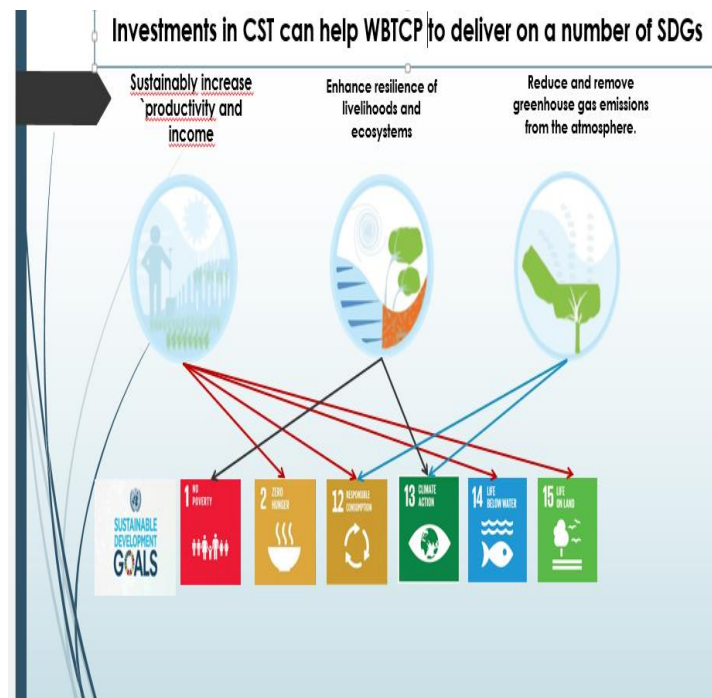 Investments in CST can help WBTCP to deliver on a number of SDGs
Sustainably increase
`productivity and
income
Enhance resilience of
livelihoods and
ecosystems
Reduce and remove
greenhouse gas emissions
from the atmosphere.
SUSTAINABLE
DEVELOPMENT
GOALS
1 NO
POVERTY
2 ZERO
HUNGER
12 RESPONSIBLE
CONSUMPTION
13 CLIMATE
ACTION
14 LIFE
BELOW WATER
15 LIFE
ON LAND